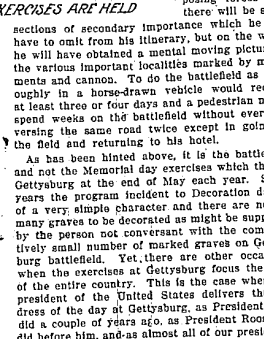 XERCISES ARE HELD
posing forces
there will be s
sections of secondary importance which he
have to omit from his itinerary, but on the w
he will have obtained a mental moving pictur
the various important localities marked by m
ments and cannon. To do the battlefield as
oughly in a horse-drawn vehicle would req
at least three or four days and a pedestrian m
spend weeks on the battlefield without ever
versing the same road twice except in going
the field and returning to his hotel.
As has been hinted above, it is the battle
and not the Memorial day exercises which th
Gettysburg at the end of May each year. S
years the program incident to Decoration d
of a very simple character and there are n
many graves to be decorated as might be supp
by the person not conversant with the com
tively small number of marked graves on Ge
burg battlefield. Yet there are other occa
when the exercises at Gettysburg focus the
of the entire country. This is the case when
president of the United States delivers th
dress of the day at Gettysburg, as President
did a couple of years ago, as President Roo
did before him, and as almost all of our presi